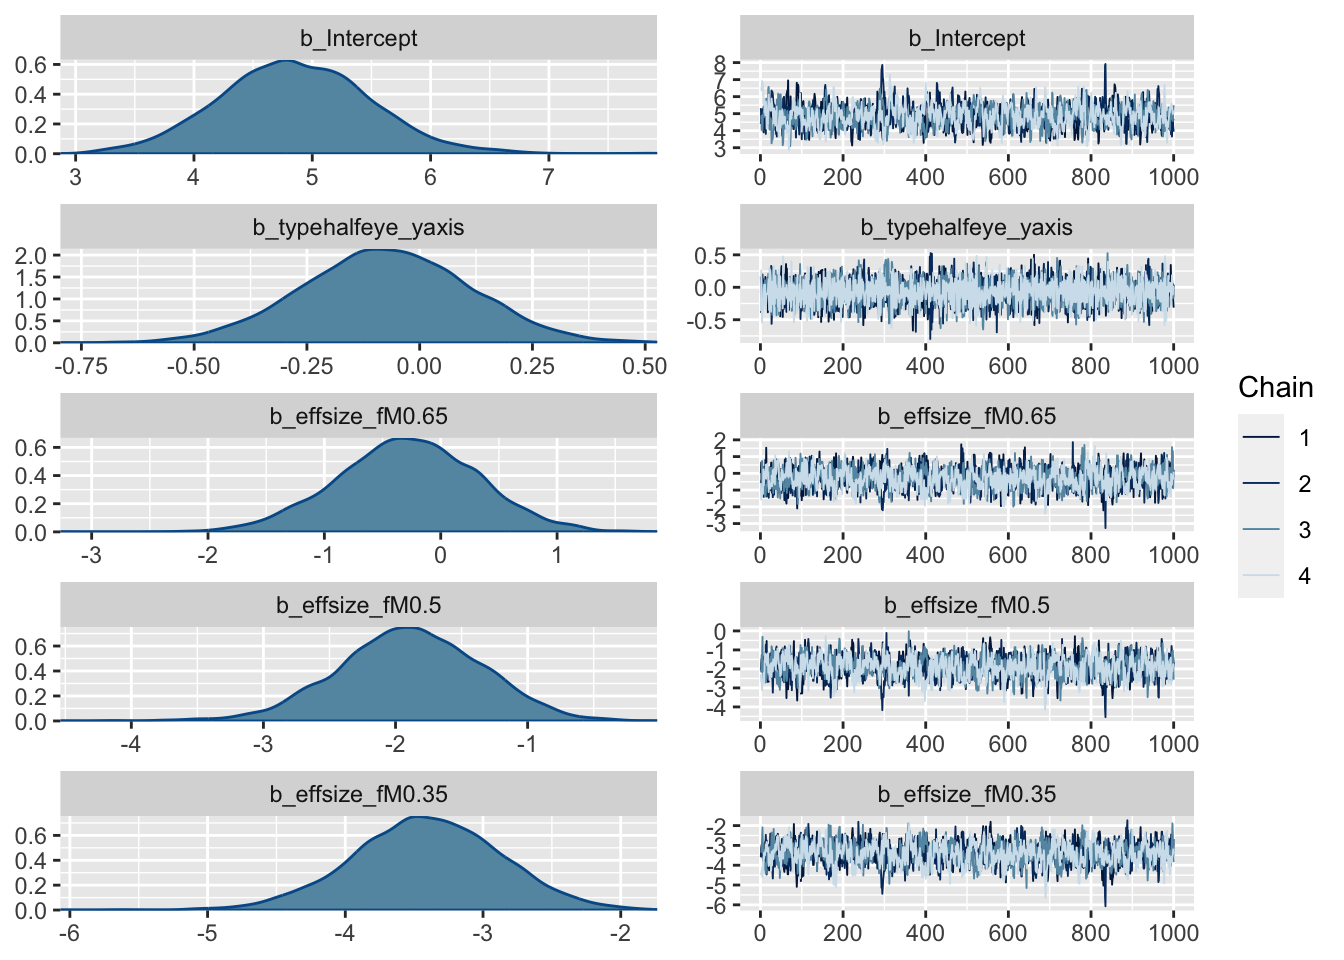 b_Intercept
0.6
0.4
0.2
0.0
3 4 5 6 7
b_Intercept
8
7
6
5
4
3
0 200 400 600 800 1000
b_typehalfeye_yaxis
2.0
1.5
1.0
0.5
0.0
-0.75 -0.50 -0.25 0.00 0.25 0.50
b_typehalfeye_yaxis
0.5
0.0
-0.5
0 200 400 600 800 1000
b_effsize_fM0.65
0.6
0.4
0.2
0.0
-3 -2 -1 0 1
b_effsize_fM0.65
2
1
0
-1
-2
-3
0 200 400 600 800 1000
b_effsize_fM0.5
0.6
0.4
0.2
0.0
-4 -3 -2 -1
b_effsize_fM0.5
0
-1
-2
-3
-4
0 200 400 600 800 1000
b_effsize_fM0.35
0.6
0.4
0.2
0.0
-6 -5 -4 -3 -2
b_effsize_fM0.35
-2
-3
-4
-5
-6
0 200 400 600 800 1000
Chain
1
2
3
4